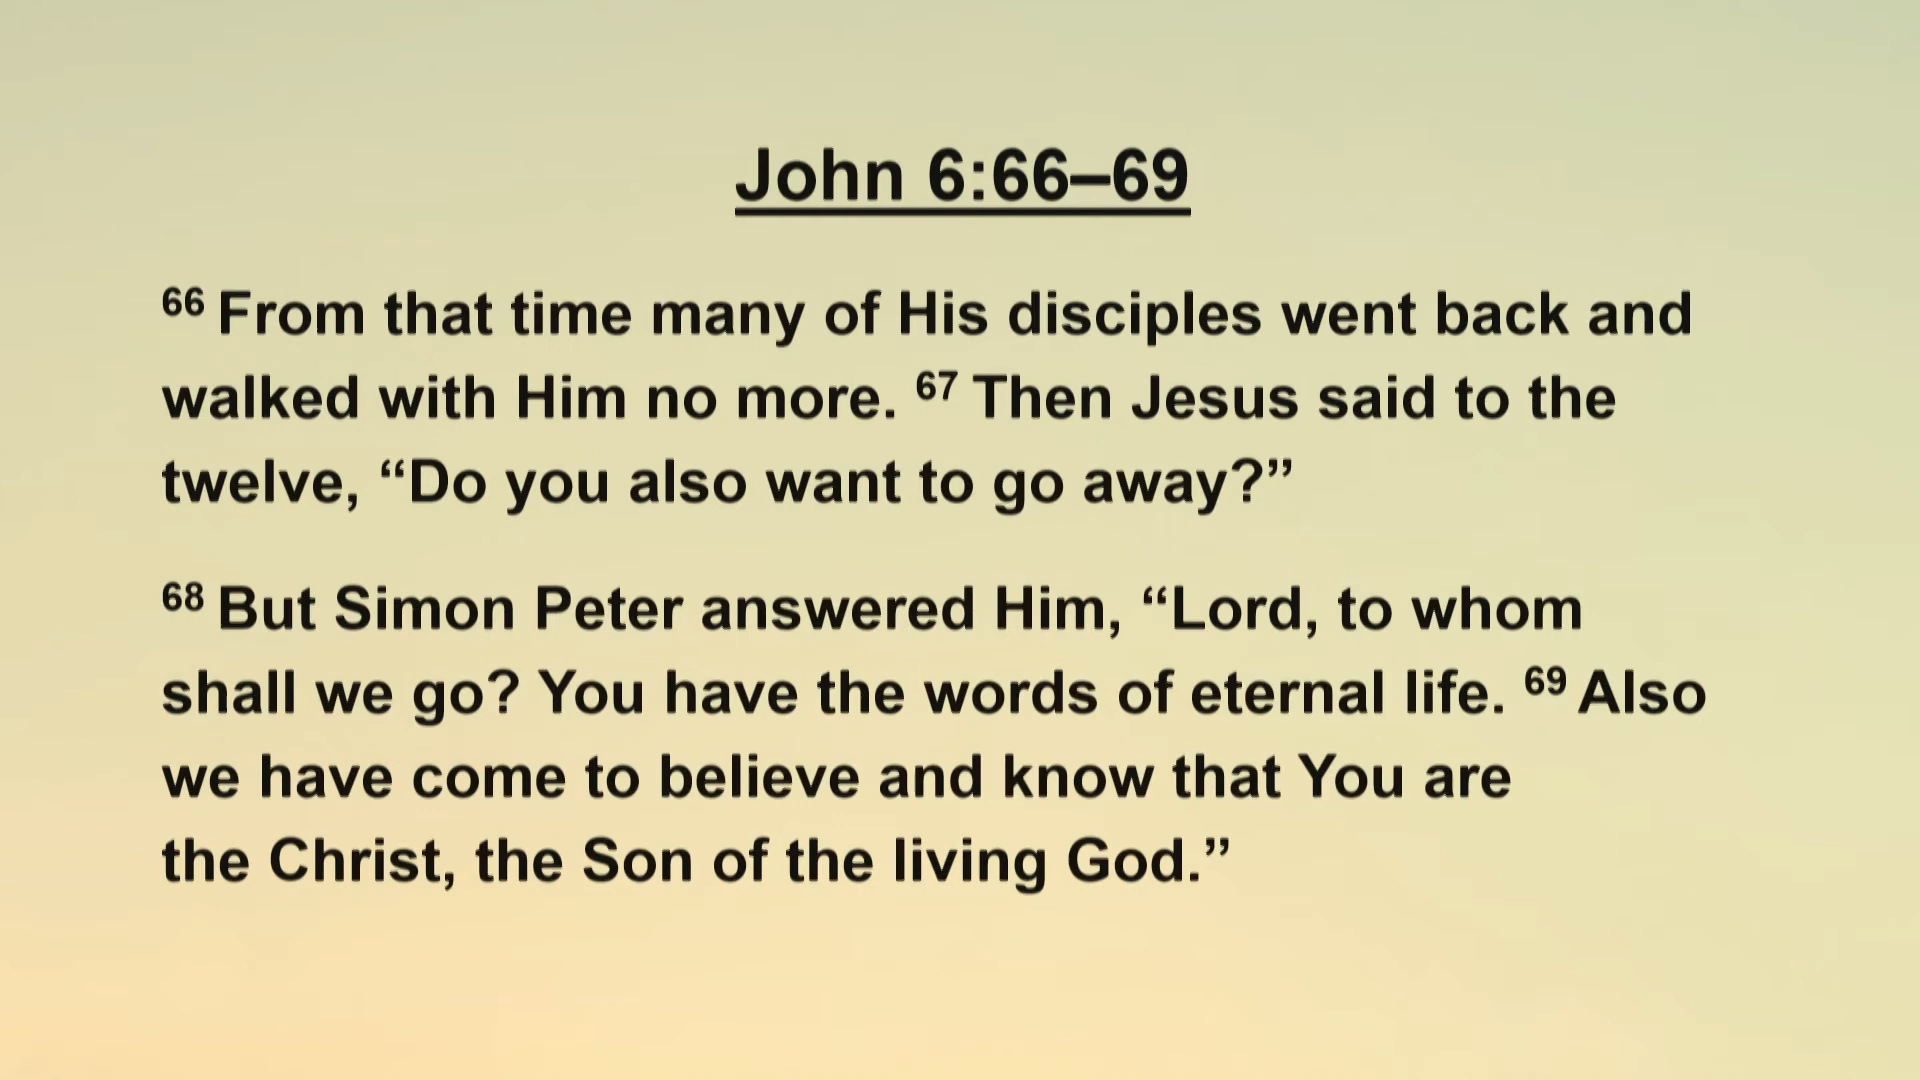 John 6:66–69
66 From that time many of His disciples went back and
walked with Him no more. 67 Then Jesus said to the
twelve, “Do you also want to go away?”
68 But Simon Peter answered Him, “Lord, to whom
shall we go? You have the words of eternal life. 69 Also
we have come to believe and know that You are
the Christ, the Son of the living God.”